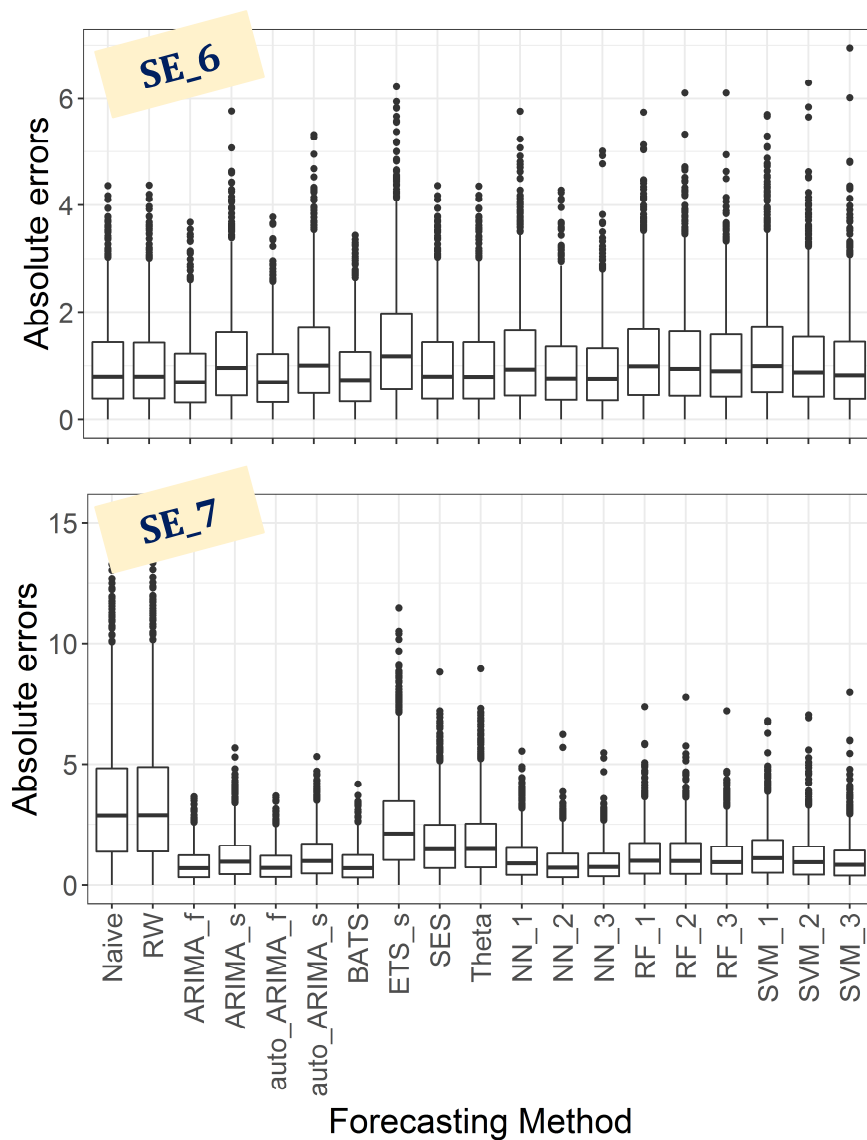 SE_6
Absolute errors
6
4
2
0
SE_7
Absolute errors
15
10
5
0
Naive
RW
ARIMA_f
ARIMA_s
auto_ARIMA_f
auto_ARIMA_s
BATS
ETS_s
SES
Theta
NN_1
NN_2
NN_3
RF_1
RF_2
RF_3
SVM_1
SVM_2
SVM_3
Forecasting Method